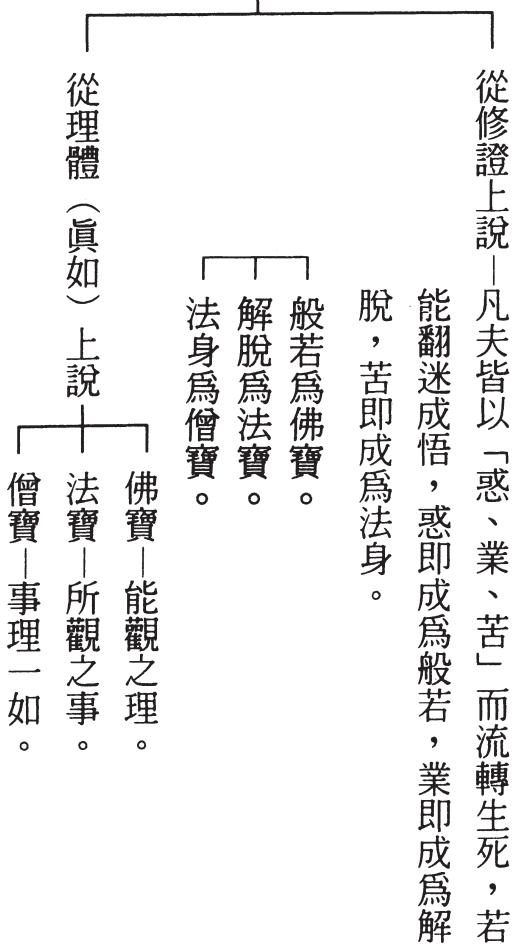 從修證上說—凡夫皆以「惑、業、苦」而流轉生死，若
能翻迷成悟，惑即成爲般若，業即成爲解
脫，苦即成爲法身。
般若爲佛寶。
解脫爲法寶。
法身爲僧寶。
從理體（眞如）上說
佛寶—能觀之理。
法寶—所觀之事。
僧寶—事理一如。